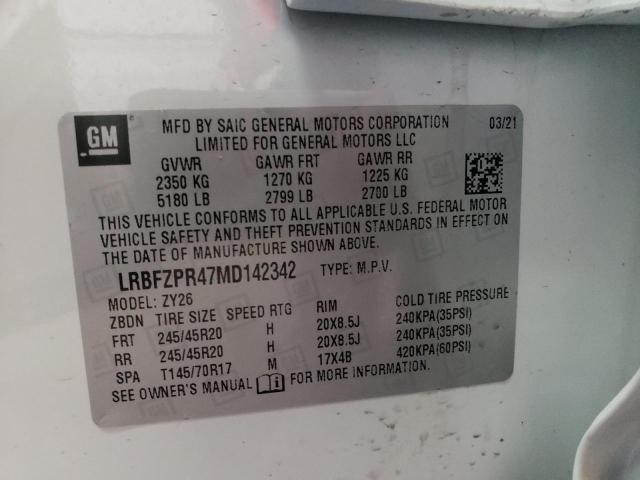 GM
MFD BY SAIC GENERAL MOTORS CORPORATION 03/21
LIMITED FOR GENERAL MOTORS LLC
GVWR GAWR FRT GAWR RR
2350 KG 1270 KG 1225 KG
5180 LB 2799 LB 2700 LB
THIS VEHICLE CONFORMS TO ALL APPLICABLE U.S. FEDERAL MOTOR
VEHICLE SAFETY AND THEFT PREVENTION STANDARDS IN EFFECT ON
THE DATE OF MANUFACTURE SHOWN ABOVE.
LRBFZPR47MD142342 TYPE: M.P.V.
MODEL: ZY26
ZBDN TIRE SIZE SPEED RTG RIM COLD TIRE PRESSURE
FRT 245/45R20 H 20X8.5J 240KPA(35PSI)
RR 245/45R20 H 20X8.5J 240KPA(35PSI)
SPA T145/70R17 M 17X4B 420KPA(60PSI)
SEE OWNER'S MANUAL FOR MORE INFORMATION.